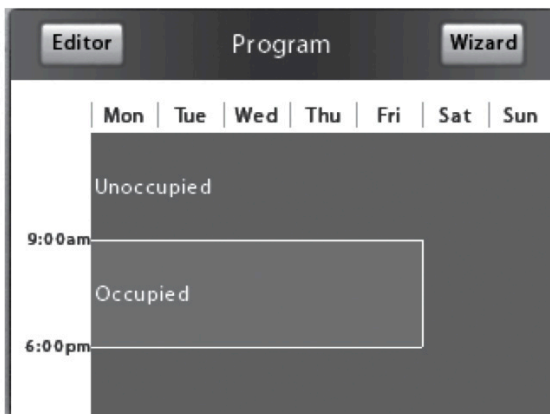 Editor Program Wizard
Mon Tue Wed Thu Fri Sat Sun
Unoccupied
9:00am
Occupied
6:00pm